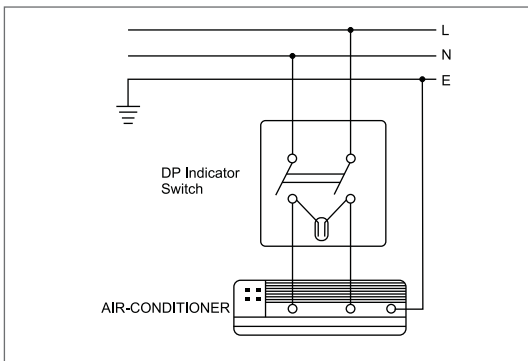 L
N
E
DP Indicator
Switch
AIR-CONDITIONER